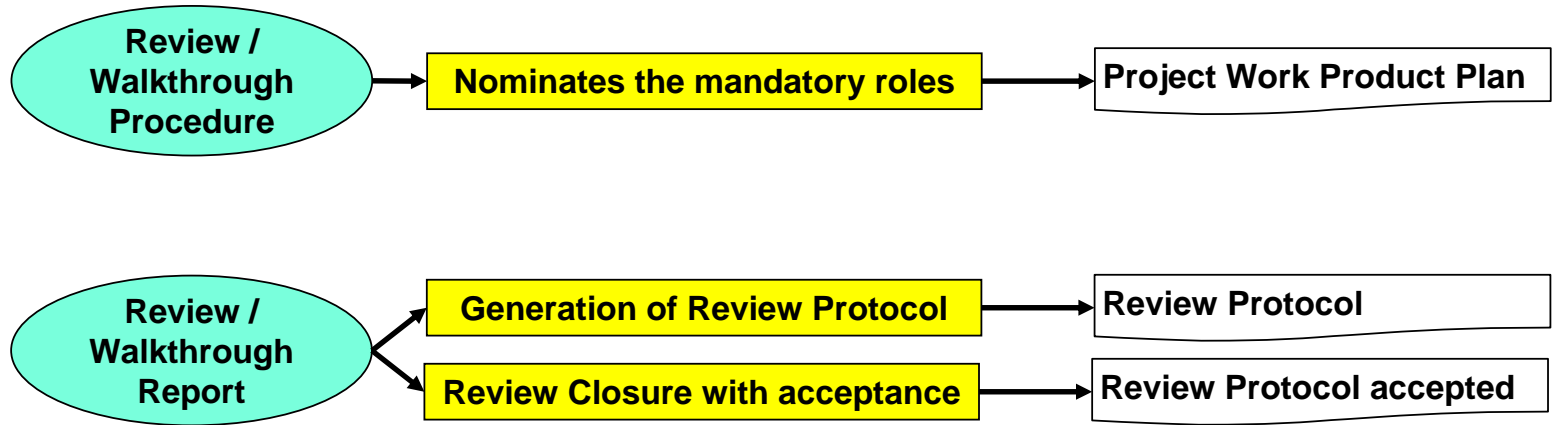 Review /
Walkthrough
Procedure
Nominates the mandatory roles
Project Work Product Plan
Review /
Walkthrough
Report
Generation of Review Protocol
Review Protocol
Review Closure with acceptance
Review Protocol accepted